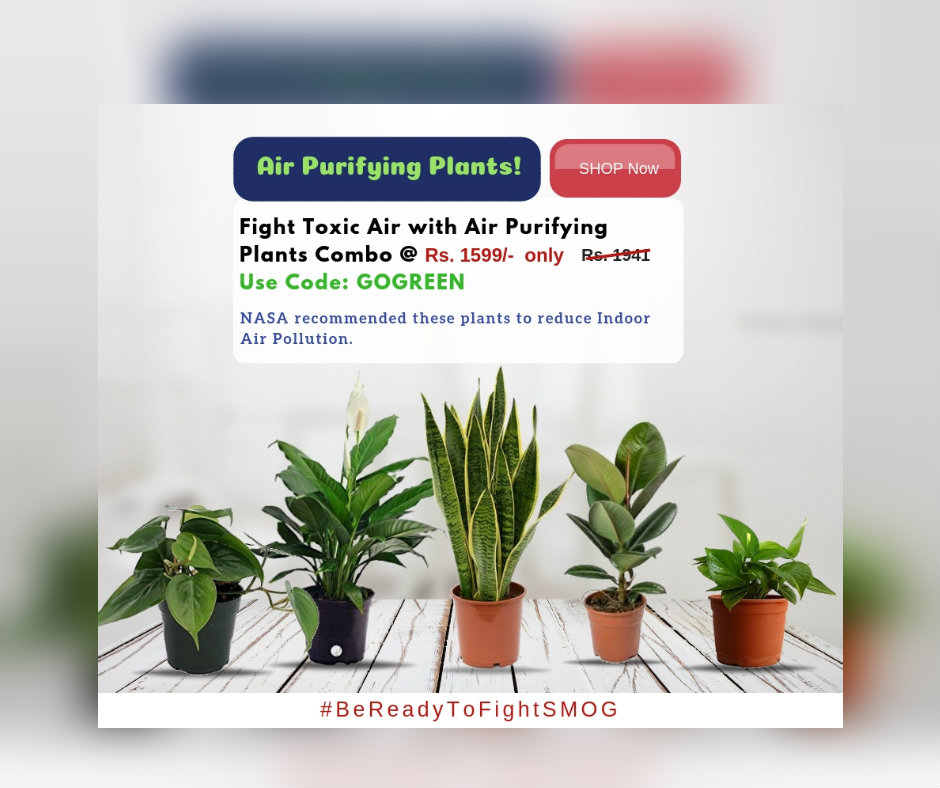 Air Purifying Plants!
SHOP Now
Fight Toxic Air with Air Purifying
Plants Combo @ Rs. 1599/- only Rs. 1941
Use Code: GOGREEN
NASA recommended these plants to reduce Indoor
Air Pollution.
#BeReadyToFightSMOG